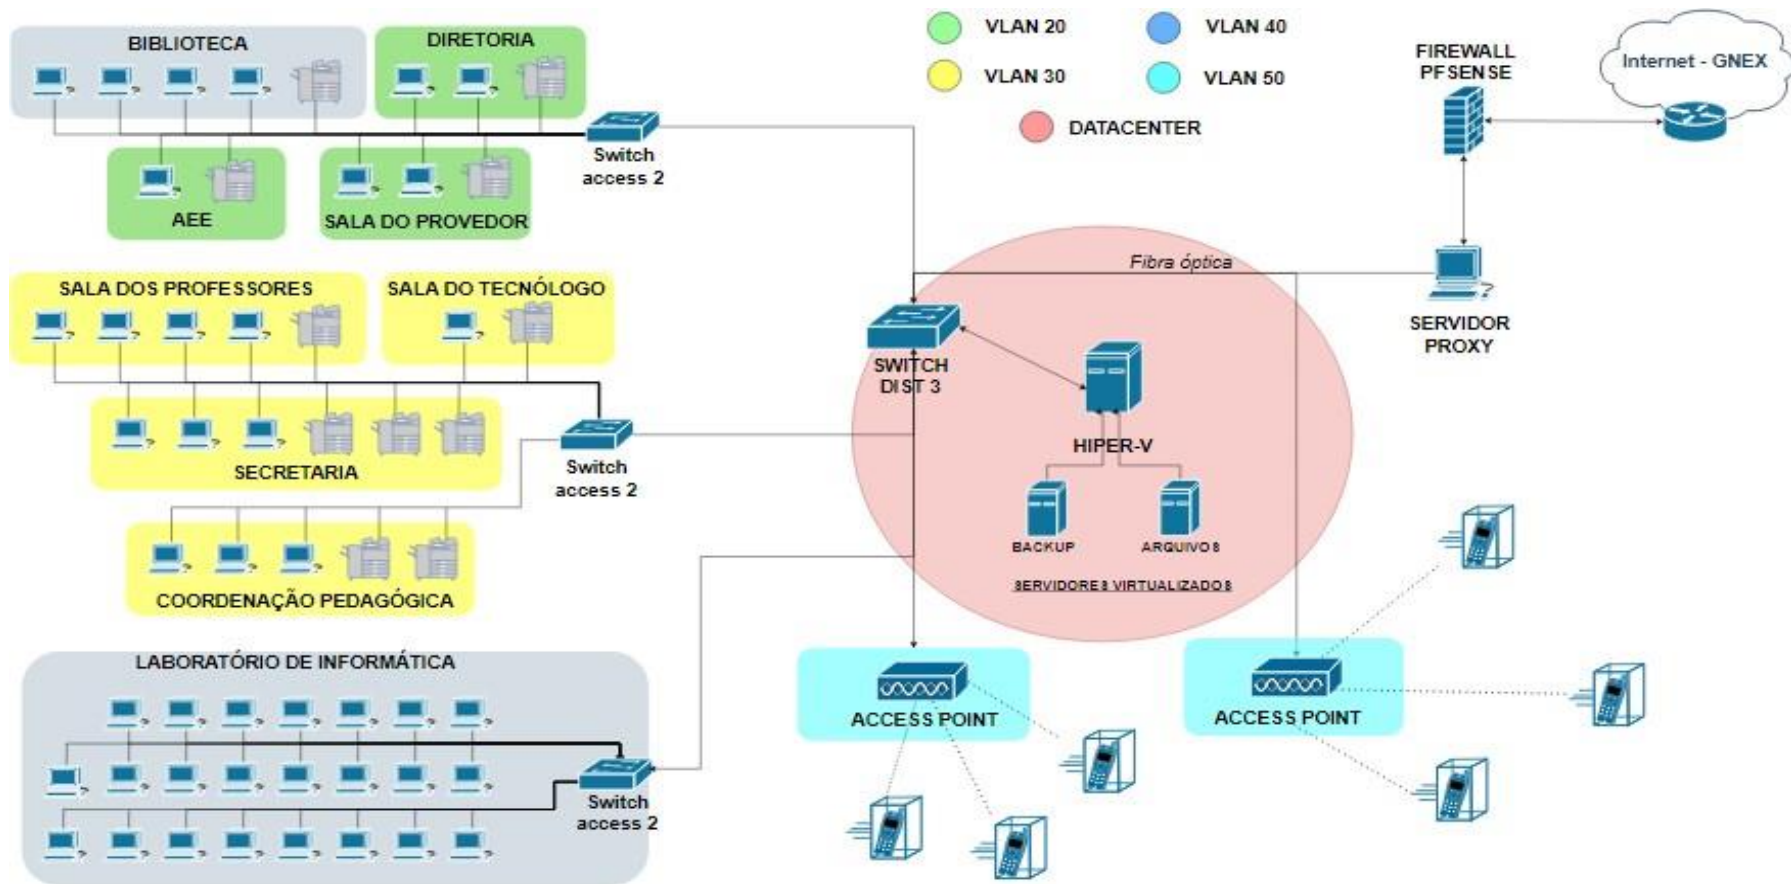 BIBLIOTECA
DIRETORIA
VLAN 20
VLAN 40
VLAN 30
VLAN 50
DATACENTER
FIREWALL
PFSENSE
Internet - GNEX
Switch
access 2
AEE
SALA DO PROVEDOR
Fibra óptica
SERVIDOR
PROXY
SALA DOS PROFESSORES
SALA DO TECNÓLOGO
SWITCH
DIST 3
HIPER-V
SECRETARIA
Switch
access 2
BACKUP
ARQUIVOS
SERVIDORES VIRTUALIZADOS
COORDENAÇÃO PEDAGÓGICA
LABORATÓRIO DE INFORMÁTICA
ACCESS POINT
ACCESS POINT
Switch
access 2